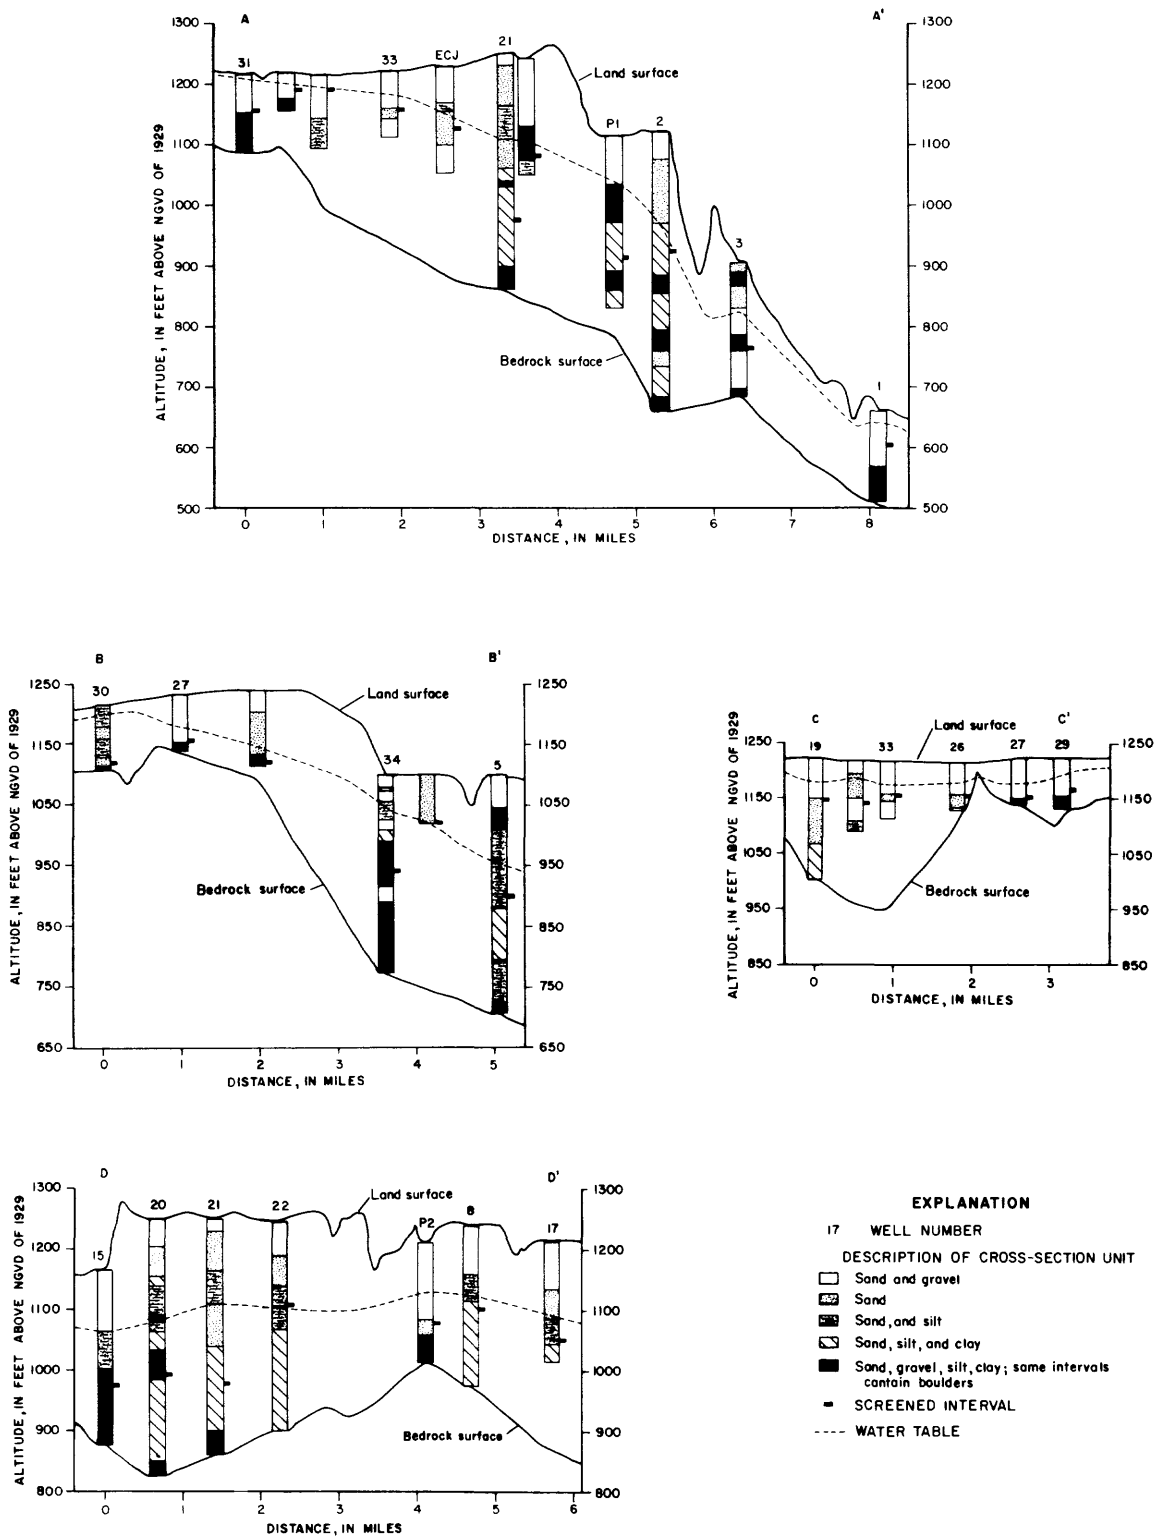 A A'
1300 1300
1200 1200
1100 1100
1000 1000
900 900
800 800
700 700
600 600
500 500
ALTITUDE, IN FEET ABOVE NGVD OF 1929
31 33 ECJ 21 P1 2 3 1
Land surface
Bedrock surface
0 1 2 3 4 5 6 7 8
DISTANCE, IN MILES
B B'
1250 1250
1150 1150
1050 1050
950 950
850 850
750 750
650 650
ALTITUDE, IN FEET ABOVE NGVD OF 1929
30 27 34 5
Land surface
Bedrock surface
0 1 2 3 4 5
DISTANCE, IN MILES
C C'
1250 1250
1150 1150
1050 1050
950 950
850 850
ALTITUDE, IN FEET ABOVE NGVD OF 1929
19 33 26 27 29
Land surface
Bedrock surface
0 1 2 3
DISTANCE, IN MILES
D D'
1300 1300
1200 1200
1100 1100
1000 1000
900 900
800 800
ALTITUDE, IN FEET ABOVE NGVD OF 1929
15 20 21 22 P2 8 17
Land surface
Bedrock surface
0 1 2 3 4 5 6
DISTANCE, IN MILES
EXPLANATION
17 WELL NUMBER
DESCRIPTION OF CROSS-SECTION UNIT
Sand and gravel
Sand
Sand, and silt
Sand, silt, and clay
Sand, gravel, silt, clay; same intervals
cantain boulders
SCREENED INTERVAL
WATER TABLE